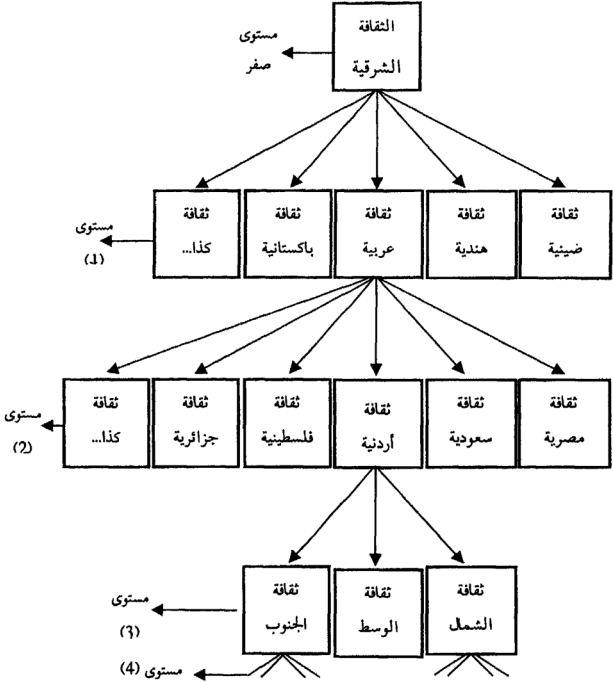 الثقافة
الشرقية
مستوى
صفر
ثقافة
ضينية
ثقافة
هندية
ثقافة
عربية
ثقافة
باكستانية
ثقافة
كذا...
مستوى
(1)
ثقافة
مصرية
ثقافة
سعودية
ثقافة
أردنية
ثقافة
فلسطينية
ثقافة
جزائرية
ثقافة
كذا...
مستوى
(2)
ثقافة
الشمال
ثقافة
الوسط
ثقافة
الجنوب
مستوى
(3)
مستوى (4)